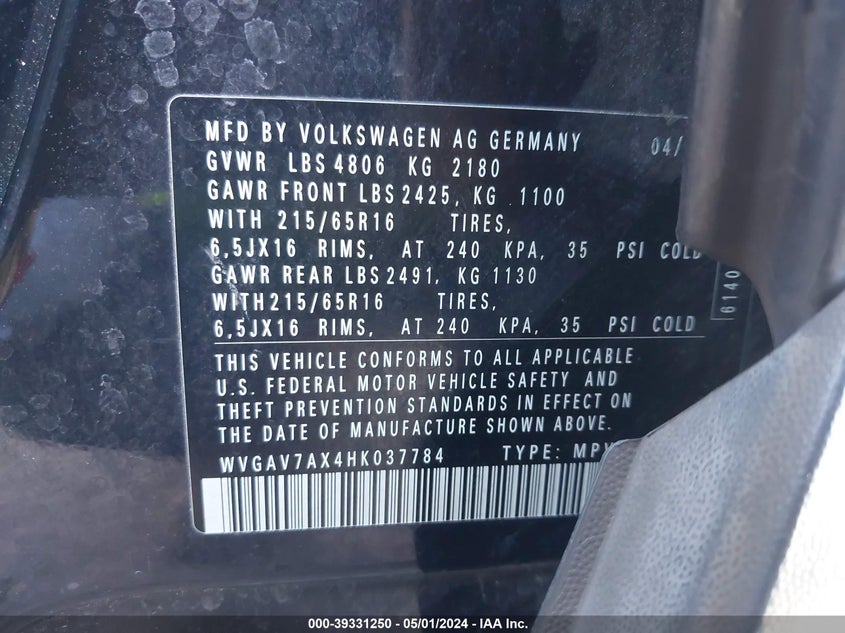 MFD BY VOLKSWAGEN AG GERMANY 04/
GVWR LBS 4806 KG 2180
GAWR FRONT LBS 2425, KG 1100
WITH 215/65R16 TIRES,
6,5JX16 RIMS, AT 240 KPA, 35 PSI COLD
GAWR REAR LBS 2491, KG 1130
WITH 215/65R16 TIRES,
6,5JX16 RIMS, AT 240 KPA, 35 PSI COLD
6140
THIS VEHICLE CONFORMS TO ALL APPLICABLE
U.S. FEDERAL MOTOR VEHICLE SAFETY AND
THEFT PREVENTION STANDARDS IN EFFECT ON
THE DATE OF MANUFACTURE SHOWN ABOVE.
WVGAV7AX4HK037784 TYPE: MPV
000-39331250 - 05/01/2024 - IAA Inc.